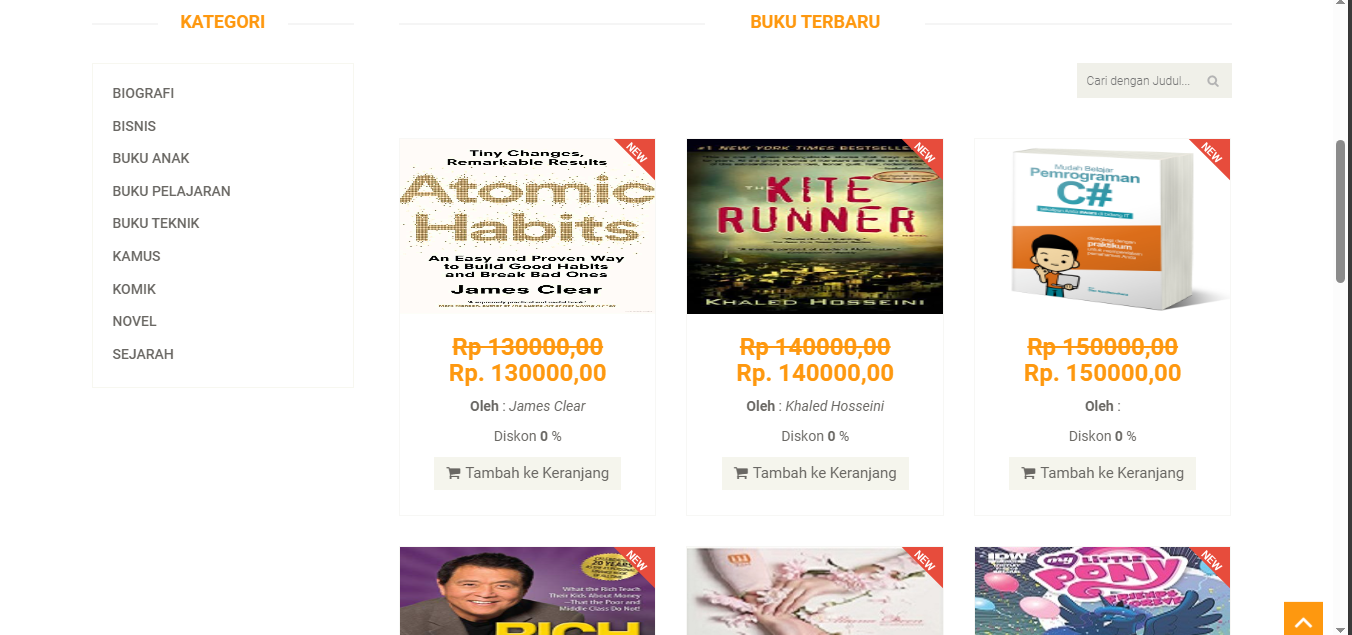 KATEGORI
BUKU TERBARU
BIOGRAFI
BISNIS
BUKU ANAK
BUKU PELAJARAN
BUKU TEKNIK
KAMUS
KOMIK
NOVEL
SEJARAH
Cari dengan Judul...
NEW
Tiny Changes,
Remarkable Results
Atomic
Habits
An Easy and Proven Way
to Build Good Habits
and Break Bad Ones
James Clear
Rp 130000,00
Rp. 130000,00
Oleh : James Clear
Diskon 0 %
Tambah ke Keranjang
NEW
#1 NEW YORK TIMES BESTSELLER
THE
KITE
RUNNER
KHALED HOSSEINI
Rp 140000,00
Rp. 140000,00
Oleh : Khaled Hosseini
Diskon 0 %
Tambah ke Keranjang
NEW
Mudah Belajar
Pemrograman
C#
praktikum
Rp 150000,00
Rp. 150000,00
Oleh :
Diskon 0 %
Tambah ke Keranjang
NEW
20 YEARS
What the Rich Teach
Their Kids About Money
—That the Poor and
Middle Class Do Not!
RICH
NEW
NEW
IDW
my LITTLE
PONY
FRIENDS
FOREVER